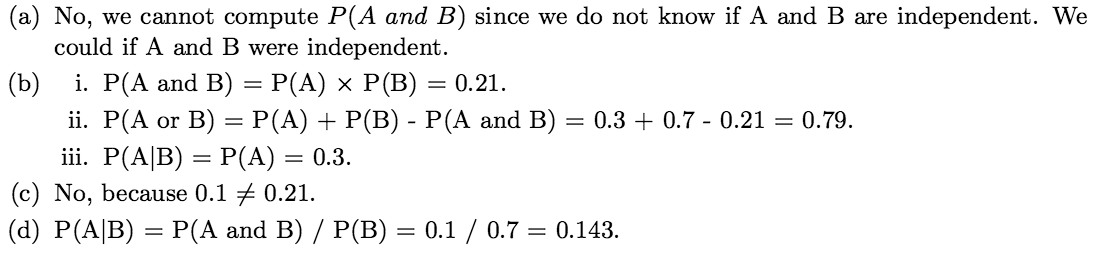 (a) No, we cannot compute P(A and B) since we do not know if A and B are independent. We
could if A and B were independent.
(b) i. P(A and B) = P(A) × P(B) = 0.21.
ii. P(A or B) = P(A) + P(B) - P(A and B) = 0.3 + 0.7 - 0.21 = 0.79.
iii. P(A|B) = P(A) = 0.3.
(c) No, because 0.1 ≠ 0.21.
(d) P(A|B) = P(A and B) / P(B) = 0.1 / 0.7 = 0.143.